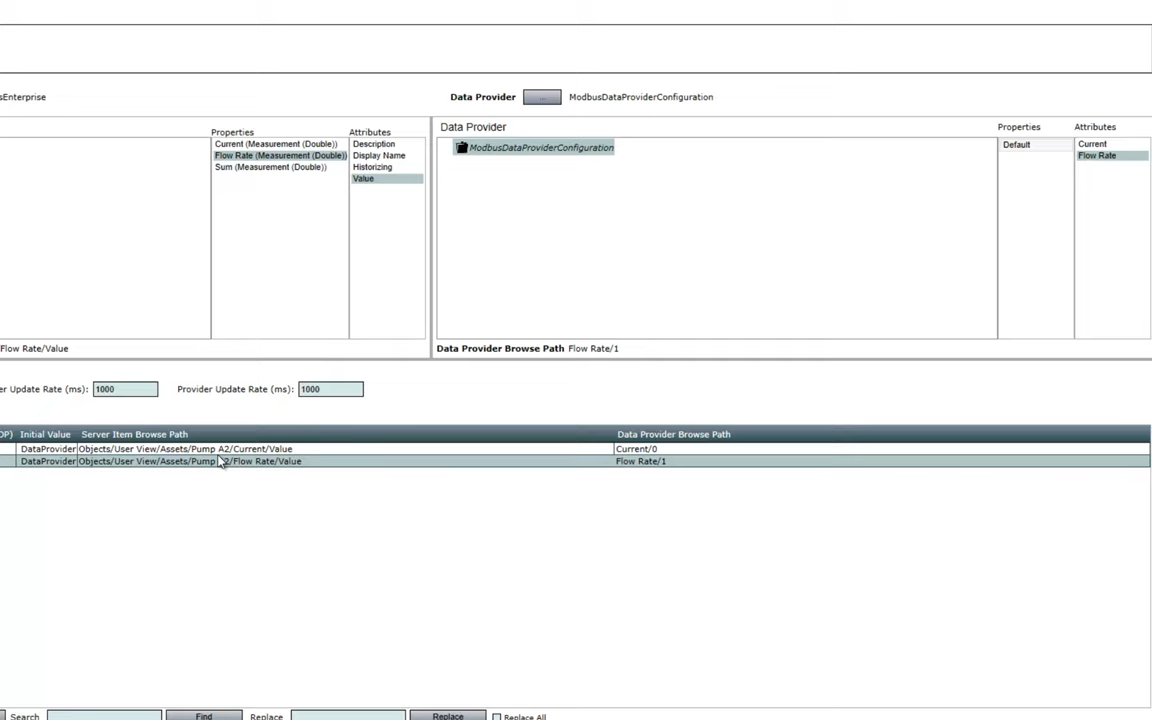 sEnterprise
Data Provider ... ModbusDataProviderConfiguration
Properties Attributes
Current (Measurement (Double)) Description
Flow Rate (Measurement (Double)) Display Name
Sum (Measurement (Double)) Historizing
Value
Data Provider Properties Attributes
ModbusDataProviderConfiguration Default Current
Flow Rate
Flow Rate/Value
Data Provider Browse Path Flow Rate/1
er Update Rate (ms): 1000 Provider Update Rate (ms): 1000
OP) Initial Value Server Item Browse Path Data Provider Browse Path
DataProvider Objects/User View/Assets/Pump A2/Current/Value Current/0
DataProvider Objects/User View/Assets/Pump 2/Flow Rate/Value Flow Rate/1
Search Find Replace Replace Replace All